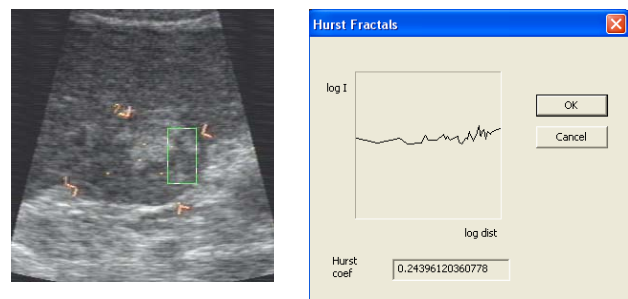 Hurst Fractals
log I
OK
Cancel
log dist
Hurst
coef
0.24396120360778